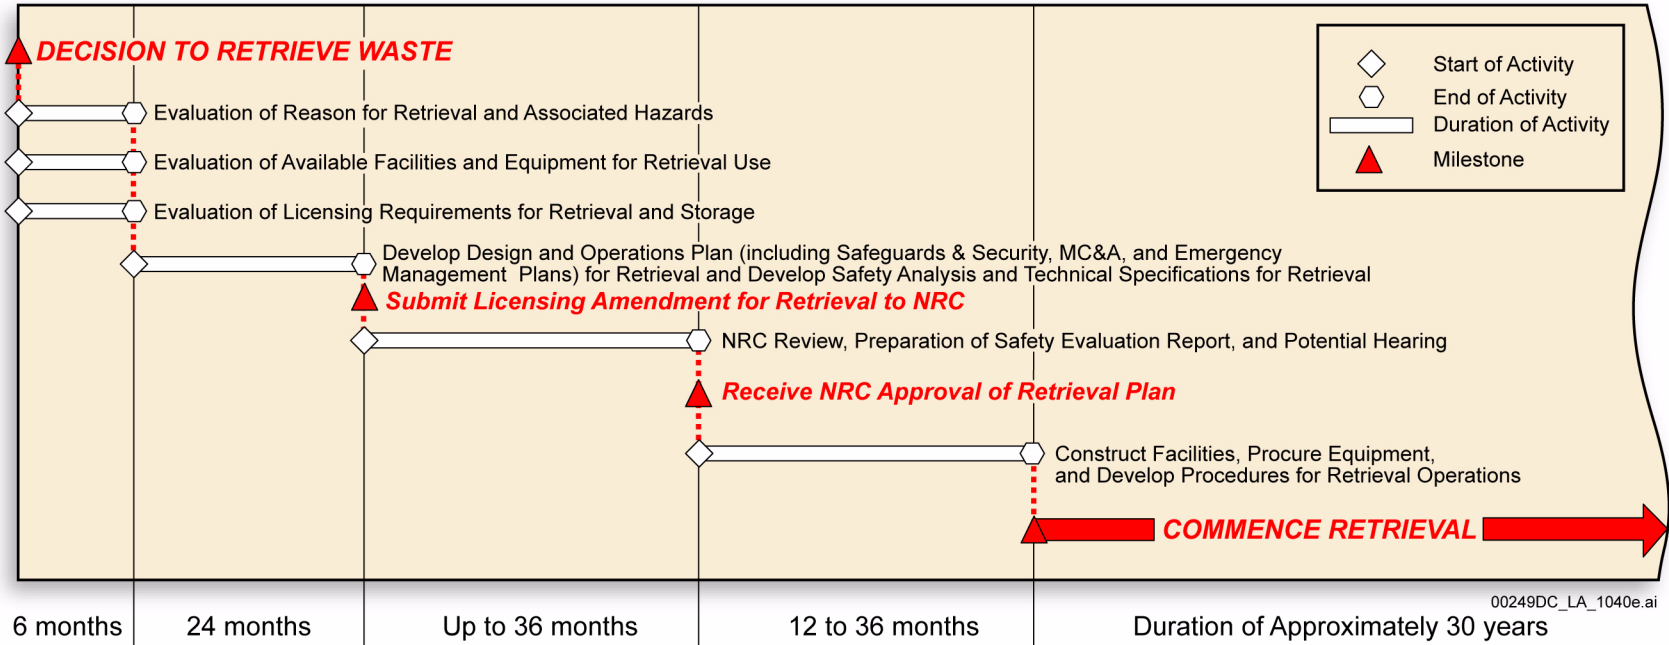 DECISION TO RETRIEVE WASTE
Evaluation of Reason for Retrieval and Associated Hazards
Evaluation of Available Facilities and Equipment for Retrieval Use
Evaluation of Licensing Requirements for Retrieval and Storage
Develop Design and Operations Plan (including Safeguards & Security, MC&A, and Emergency
Management Plans) for Retrieval and Develop Safety Analysis and Technical Specifications for Retrieval
Submit Licensing Amendment for Retrieval to NRC
NRC Review, Preparation of Safety Evaluation Report, and Potential Hearing
Receive NRC Approval of Retrieval Plan
Construct Facilities, Procure Equipment,
and Develop Procedures for Retrieval Operations
COMMENCE RETRIEVAL
Start of Activity
End of Activity
Duration of Activity
Milestone
00249DC_LA_1040e.ai
6 months
24 months
Up to 36 months
12 to 36 months
Duration of Approximately 30 years